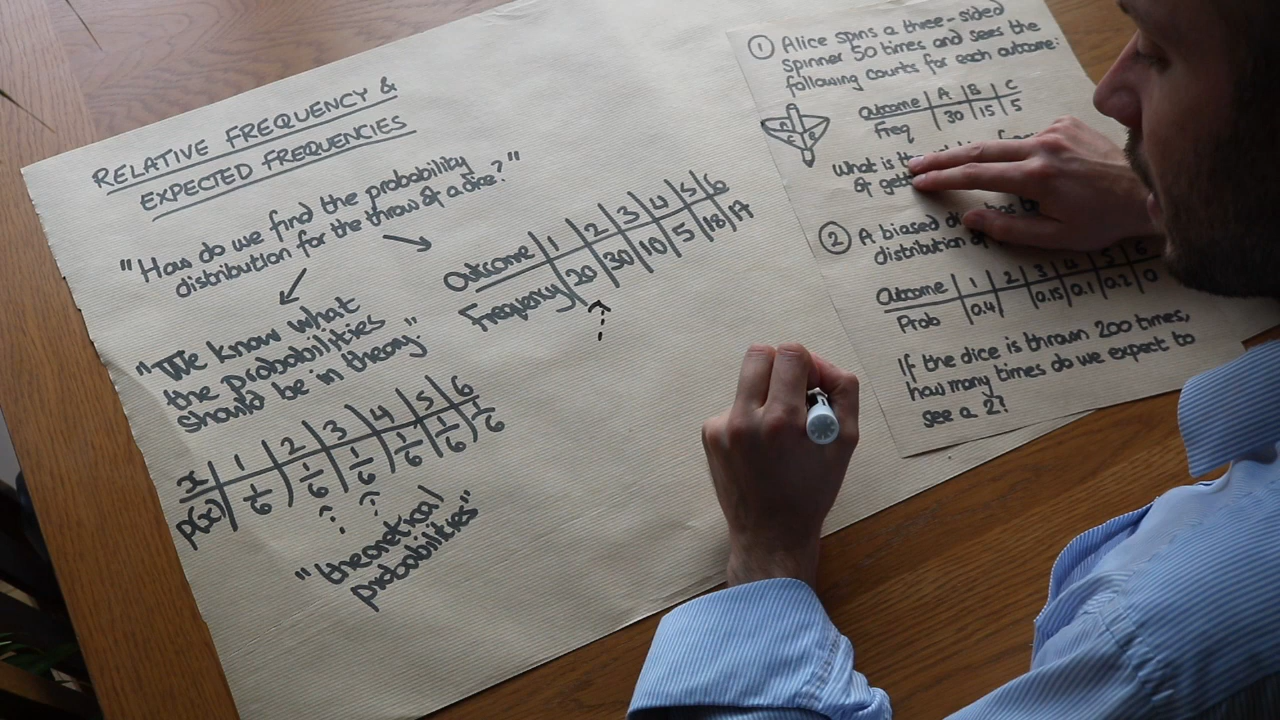 RELATIVE FREQUENCY &
EXPECTED FREQUENCIES
"How do we find the probability
distribution for the throw of a dice?"
"We know what
the probabilities
should be in theory."
x 1 2 3 4 5 6
P(x) 1/6 1/6 1/6 1/6 1/6 1/6
"theoretical
probabilities"
Outcome 1 2 3 4 5 6
Frequency 20 30 10 5 18 17
① Alice spins a three-sided
spinner 50 times and sees the
following counts for each outcome:
Outcome A B C
Freq 30 15 5
A B C
What is the
of
② A biased
distribution
Outcome 1 2 3 4 5 6
Prob 0.4 0.15 0.1 0.2 0
If the dice is thrown 200 times,
how many times do we expect to
see a 2?